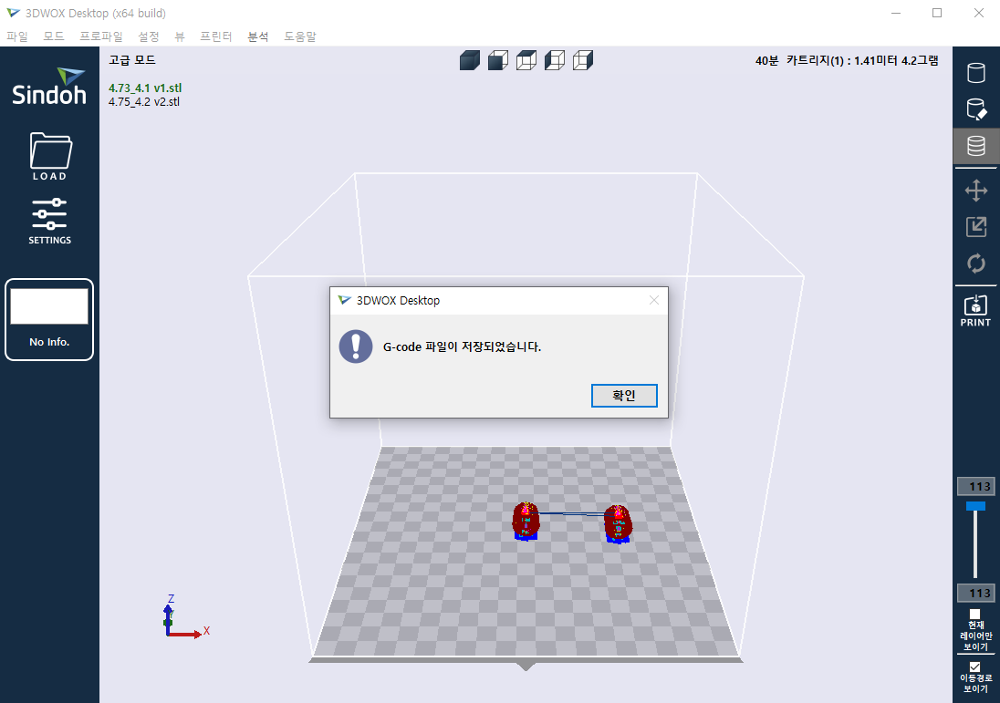 3DWOX Desktop (x64 build)
파일 모드 프로파일 설정 뷰 프린터 분석 도움말
Sindoh
LOAD
SETTINGS
No Info.
고급 모드
40분 카트리지(1) : 1.41미터 4.2그램
4.73_4.1 v1.stl
4.75_4.2 v2.stl
3DWOX Desktop
G-code 파일이 저장되었습니다.
확인
Z
X
PRINT
113
113
현재
레이어만
보이기
이동경로
보이기